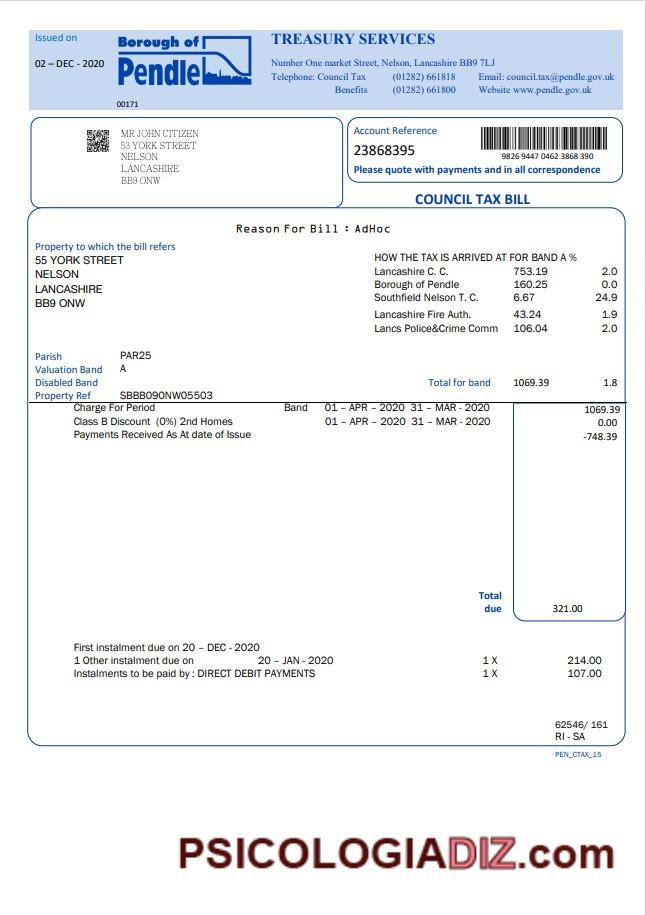 Issued on
02 – DEC - 2020
Borough of
Pendle
00171
TREASURY SERVICES
Number One market Street, Nelson, Lancashire BB9 7LJ
Telephone: Council Tax (01282) 661818 Email: council.tax@pendle.gov.uk
Benefits (01282) 661800 Website www.pendle.gov.uk
MR JOHN CITIZEN
53 YORK STREET
NELSON
LANCASHIRE
BB9 ONW
Account Reference
23868395
9826 9447 0462 3868 390
Please quote with payments and in all correspondence
COUNCIL TAX BILL
Reason For Bill : AdHoc
Property to which the bill refers
55 YORK STREET
NELSON
LANCASHIRE
BB9 ONW
HOW THE TAX IS ARRIVED AT FOR BAND A %
Lancashire C. C. 753.19 2.0
Borough of Pendle 160.25 0.0
Southfield Nelson T. C. 6.67 24.9
Lancashire Fire Auth. 43.24 1.9
Lancs Police&Crime Comm 106.04 2.0
Parish PAR25
Valuation Band A
Disabled Band Total for band 1069.39 1.8
Property Ref SBBB090NW05503
Charge For Period Band 01 – APR – 2020 31 – MAR - 2020 1069.39
Class B Discount (0%) 2nd Homes 01 – APR – 2020 31 – MAR - 2020 0.00
Payments Received As At date of Issue -748.39
Total
due 321.00
First instalment due on 20 – DEC - 2020
1 Other instalment due on 20 – JAN - 2020 1 X 214.00
Instalments to be paid by : DIRECT DEBIT PAYMENTS 1 X 107.00
62546/ 161
RI - SA
PEN_CTAX_15
PSICOLOGIADIZ.com